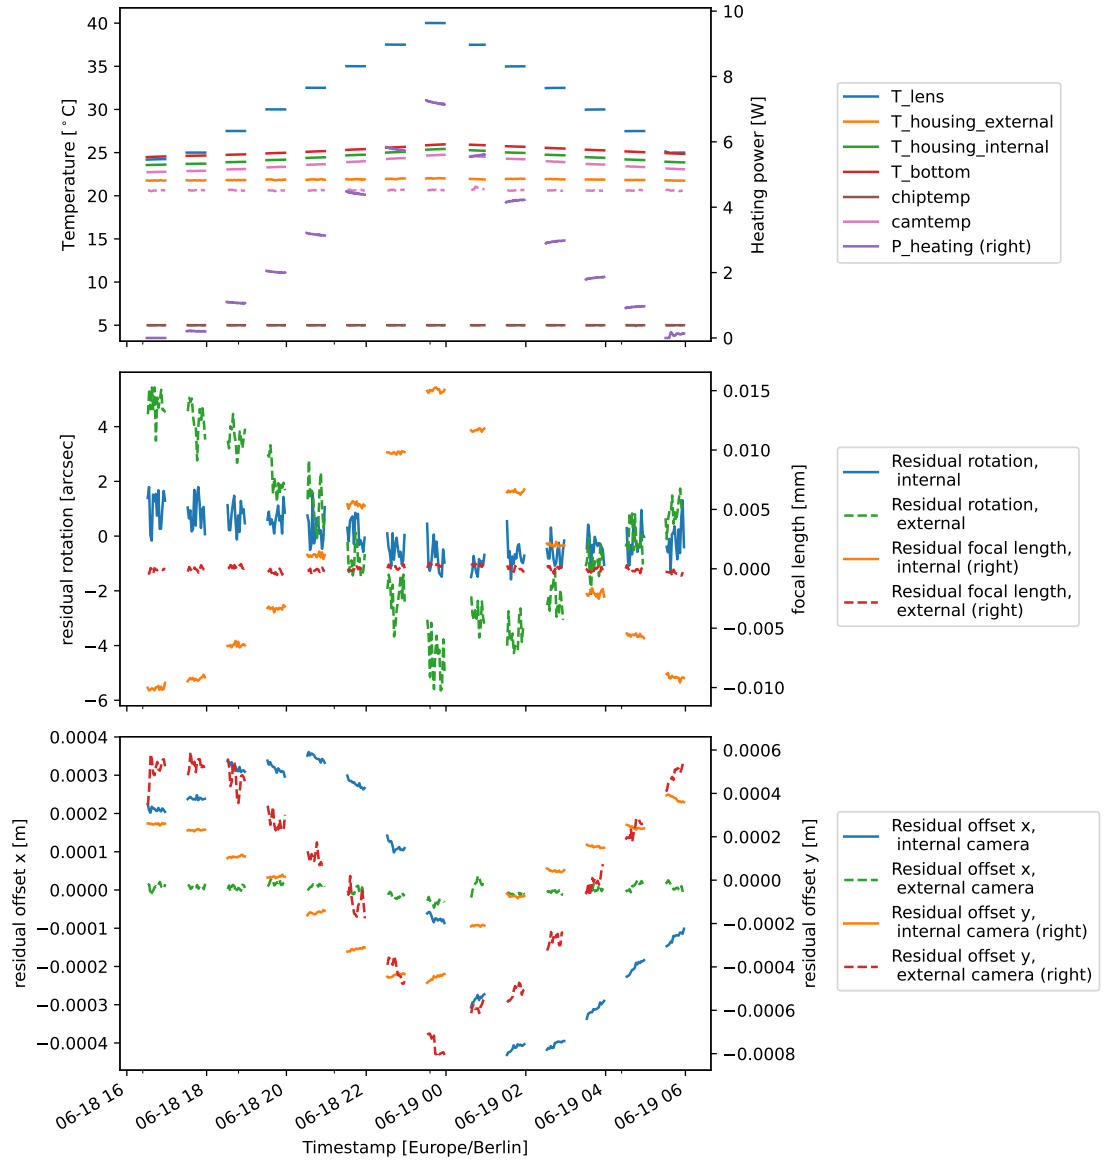 40
35
30
25
20
15
10
5
Temperature [°C]
10
8
6
4
2
0
Heating power [W]
T_lens
T_housing_external
T_housing_internal
T_bottom
chiptemp
camtemp
P_heating (right)
4
2
0
−2
−4
−6
residual rotation [arcsec]
0.015
0.010
0.005
0.000
−0.005
−0.010
focal length [mm]
Residual rotation,
internal
Residual rotation,
external
Residual focal length,
internal (right)
Residual focal length,
external (right)
0.0004
0.0003
0.0002
0.0001
0.0000
−0.0001
−0.0002
−0.0003
−0.0004
residual offset x [m]
0.0006
0.0004
0.0002
0.0000
−0.0002
−0.0004
−0.0006
−0.0008
residual offset y [m]
Residual offset x,
internal camera
Residual offset x,
external camera
Residual offset y,
internal camera (right)
Residual offset y,
external camera (right)
06-18 16
06-18 18
06-18 20
06-18 22
06-19 00
06-19 02
06-19 04
06-19 06
Timestamp [Europe/Berlin]